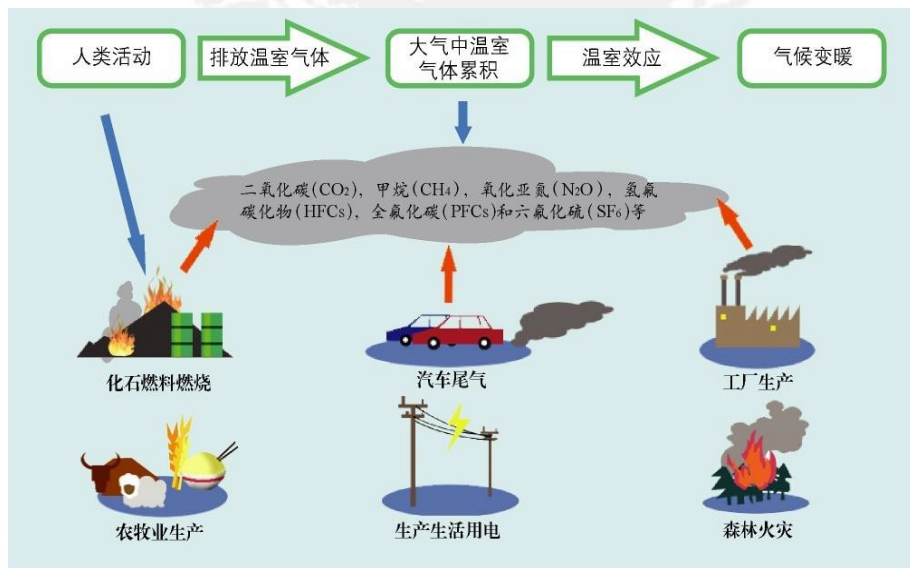 人类活动
排放温室气体
大气中温室
气体累积
温室效应
气候变暖
二氧化碳(CO₂), 甲烷(CH₄), 氧化亚氮(N₂O), 氢氟
碳化物(HFCs), 全氟化碳(PFCs)和六氟化硫(SF₆)等
化石燃料燃烧
汽车尾气
工厂生产
农牧业生产
生产生活用电
森林火灾